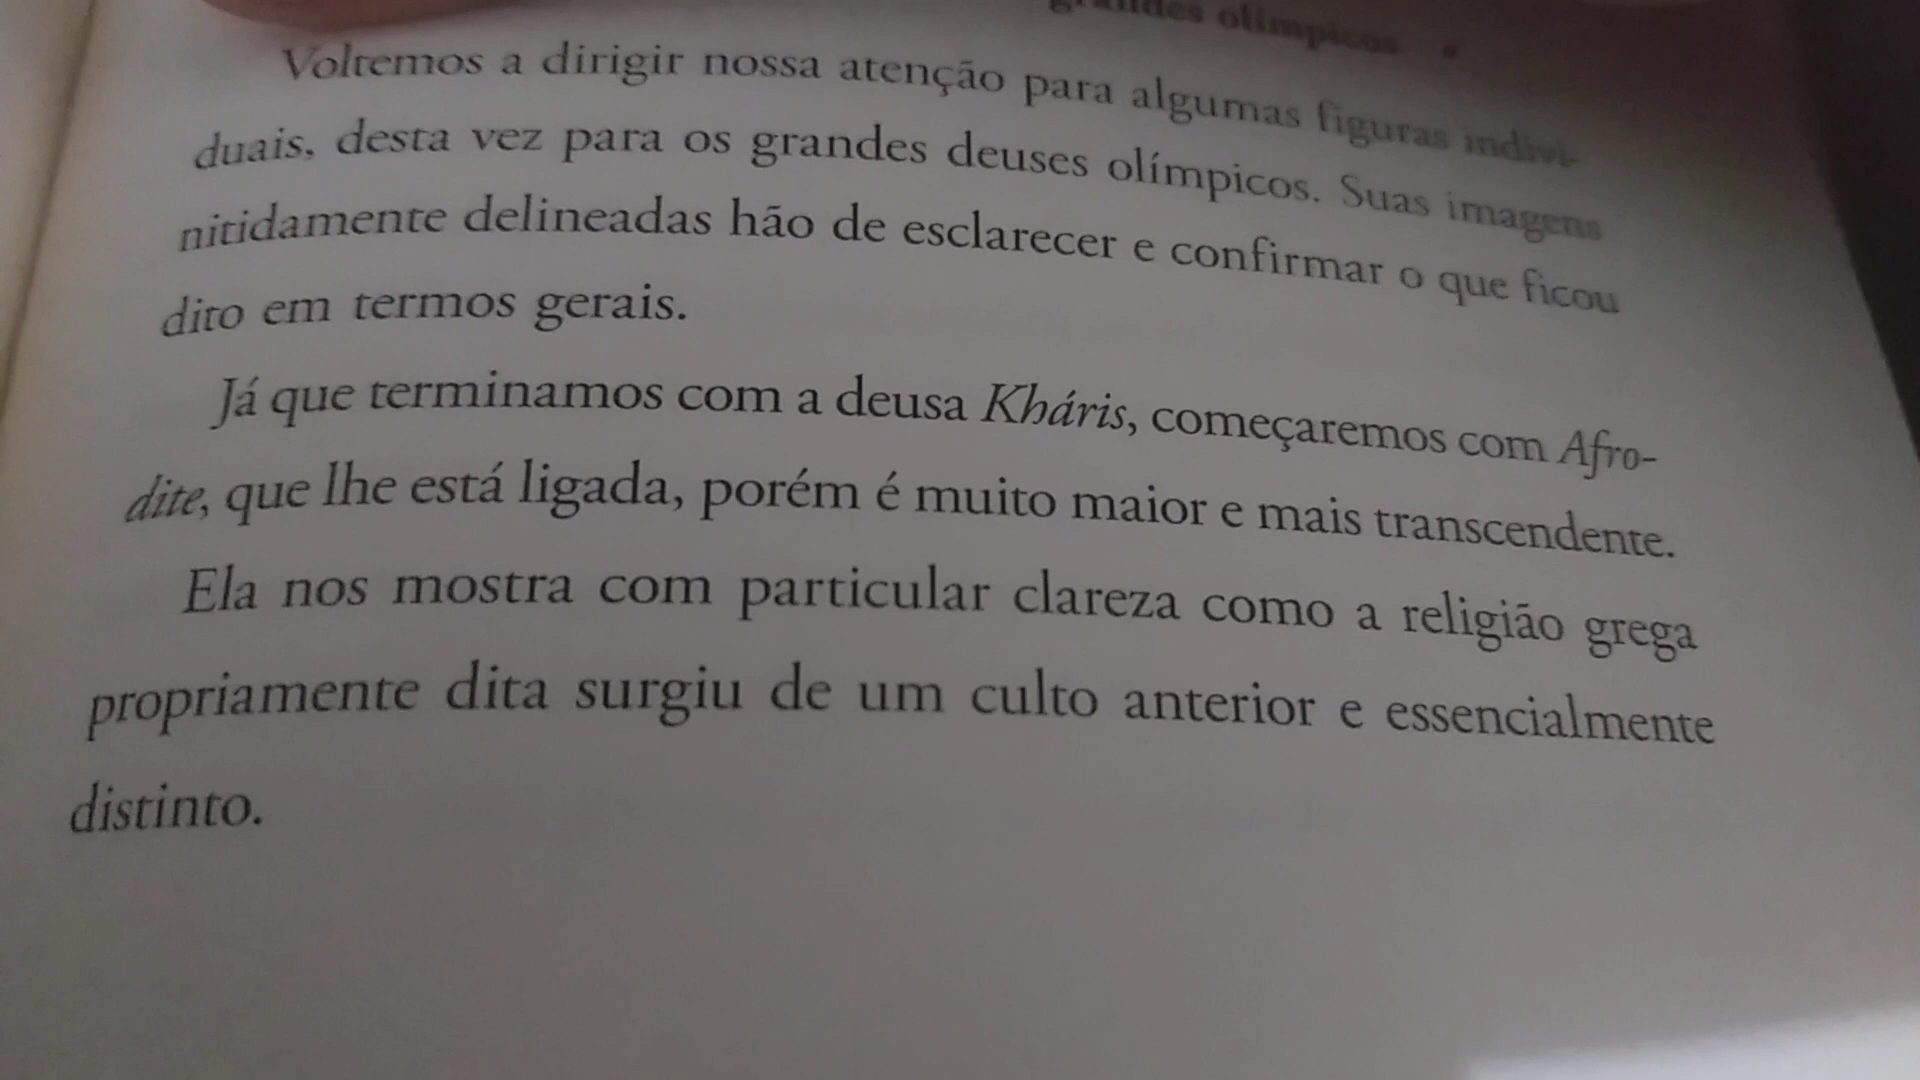 grandes olímpicos •
Voltemos a dirigir nossa atenção para algumas figuras indivi-
duais, desta vez para os grandes deuses olímpicos. Suas imagens
nitidamente delineadas hão de esclarecer e confirmar o que ficou
dito em termos gerais.
Já que terminamos com a deusa Kháris, começaremos com Afro-
dite, que lhe está ligada, porém é muito maior e mais transcendente.
Ela nos mostra com particular clareza como a religião grega
propriamente dita surgiu de um culto anterior e essencialmente
distinto.